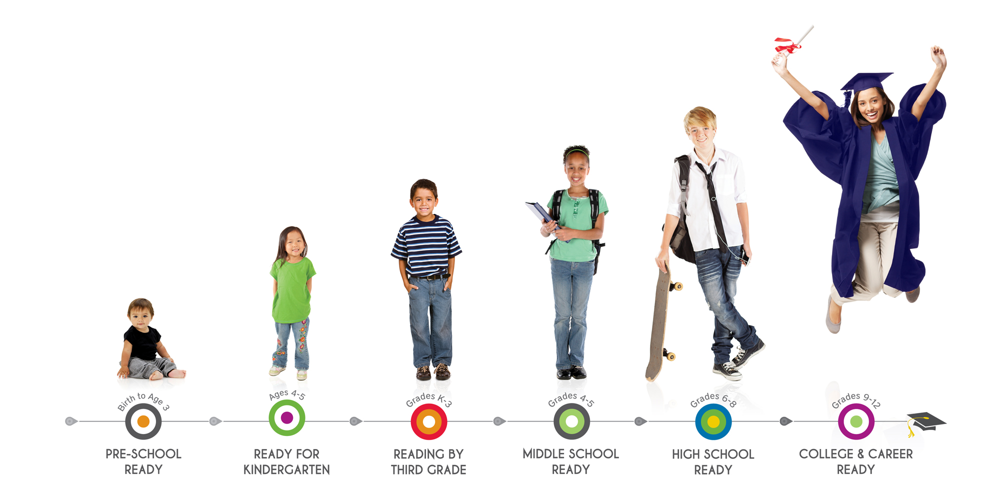 Birth to Age 3
Ages 4-5
Grades K-3
Grades 4-5
Grades 6-8
Grades 9-12
PRE-SCHOOL
READY
READY FOR
KINDERGARTEN
READING BY
THIRD GRADE
MIDDLE SCHOOL
READY
HIGH SCHOOL
READY
COLLEGE & CAREER
READY